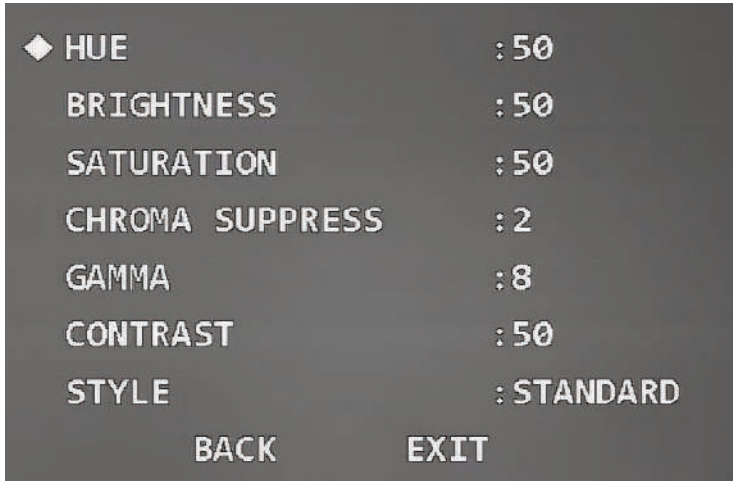 HUE :50
BRIGHTNESS :50
SATURATION :50
CHROMA SUPPRESS :2
GAMMA :8
CONTRAST :50
STYLE :STANDARD
BACK EXIT